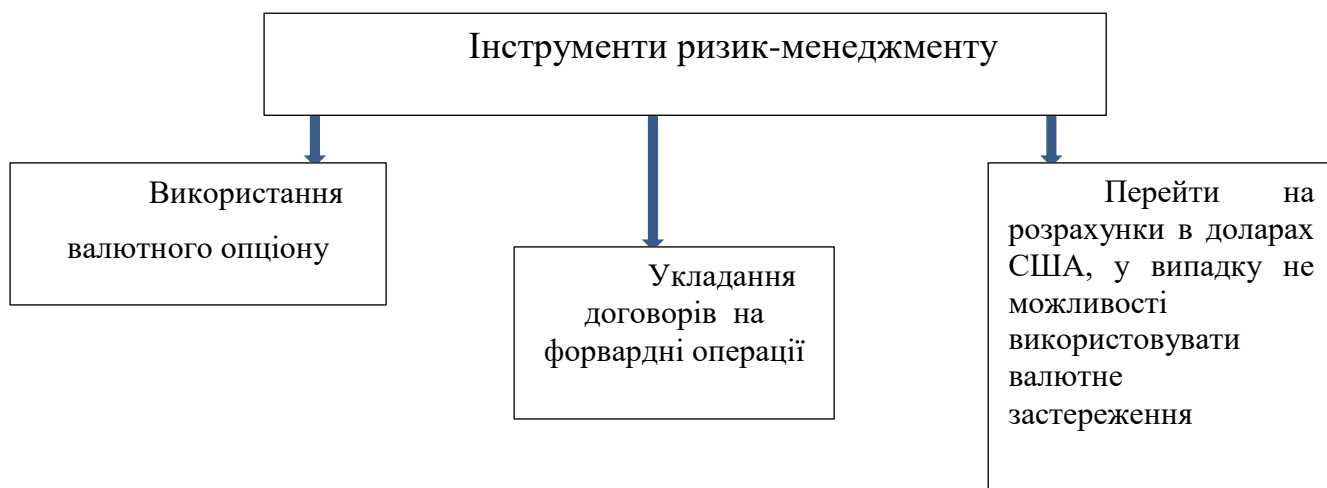 Інструменти ризик-менеджменту
Використання
валютного опціону
Укладання
договорів на
форвардні операції
Перейти на
розрахунки в доларах
США, у випадку не
можливості
використовувати
валютне
застереження